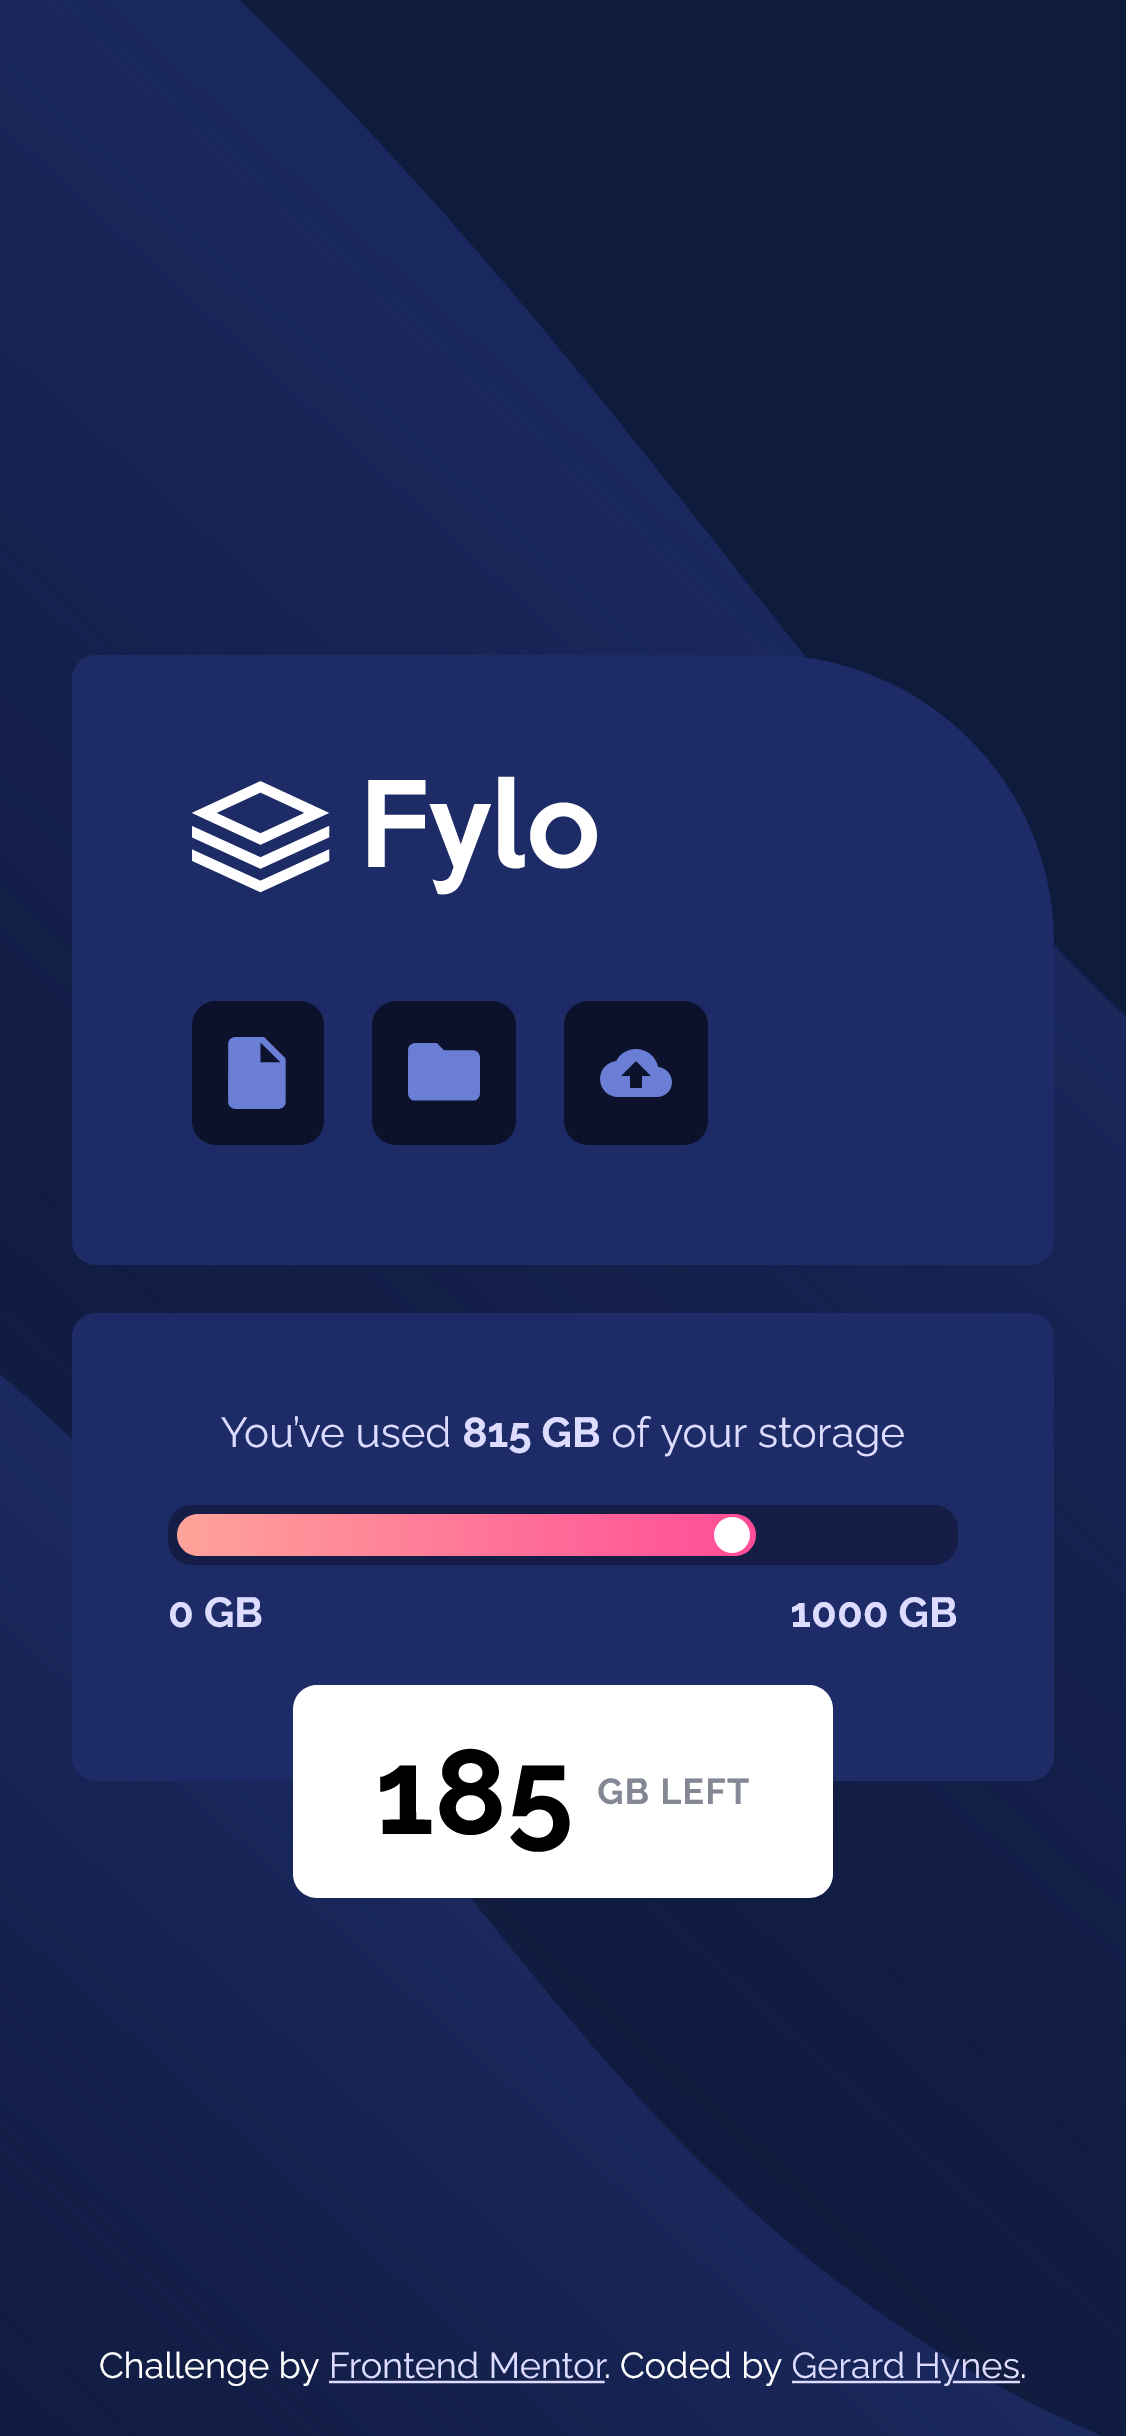 Fylo
You’ve used 815 GB of your storage
0 GB
1000 GB
185 GB LEFT
Challenge by Frontend Mentor. Coded by Gerard Hynes.